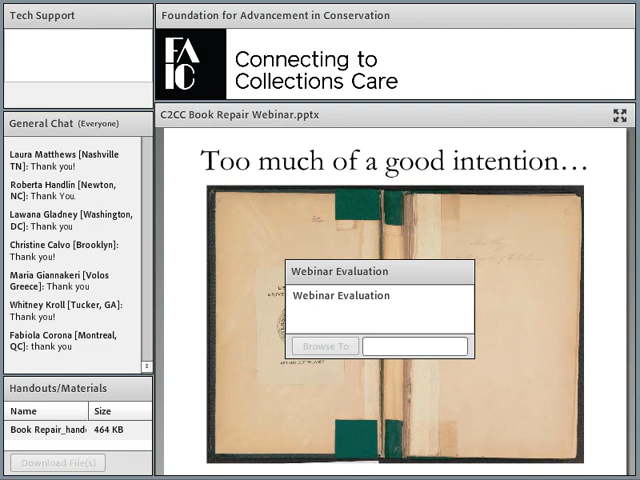 Tech Support
Foundation for Advancement in Conservation
FAIC
Connecting to
Collections Care
General Chat (Everyone)
Laura Matthews [Nashville
TN]: Thank you!
Roberta Handlin [Newton,
NC]: Thank You.
Lawana Gladney [Washington,
DC]: Thank you
Christine Calvo [Brooklyn]:
Thank you!
Maria Giannakeri [Volos
Greece]: Thank you
Whitney Kroll [Tucker, GA]:
Thank you!
Fabiola Corona [Montreal,
QC]: thank you
Handouts/Materials
Name Size
Book Repair_hand 464 KB
Download File(s)
C2CC Book Repair Webinar.pptx
Too much of a good intention...
Webinar Evaluation
Webinar Evaluation
Browse To